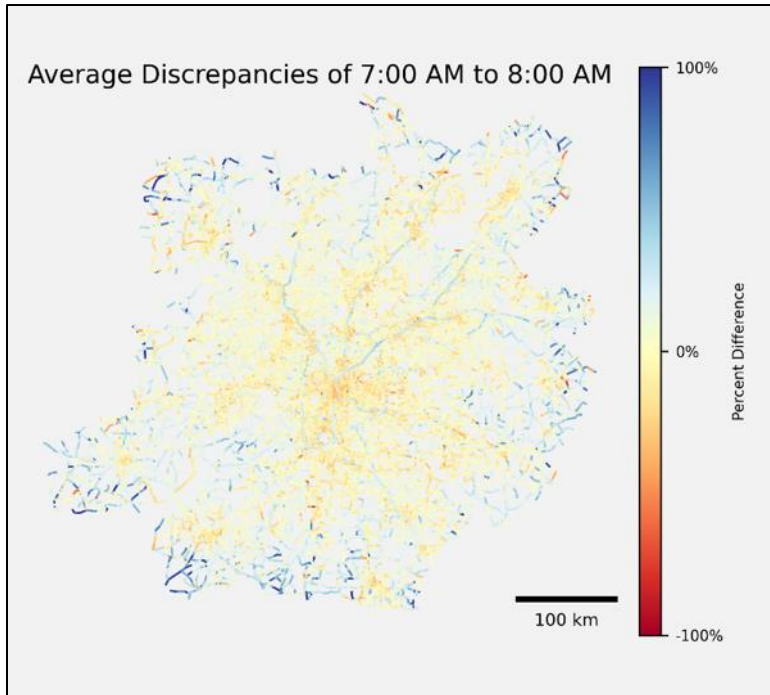 Average Discrepancies of 7:00 AM to 8:00 AM
100%
0%
-100%
Percent Difference
100 km